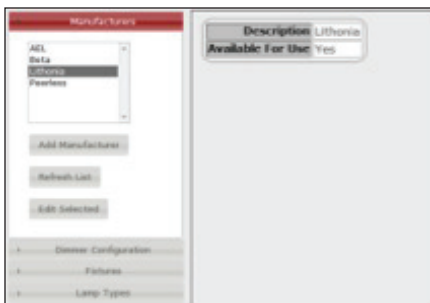 Manufacturers
AEL
Beta
Lithonia
Peerless
Add Manufacturer
Refresh List
Edit Selected
Dimmer Configuration
Fixtures
Lamp Types
Description Lithonia
Available For Use Yes